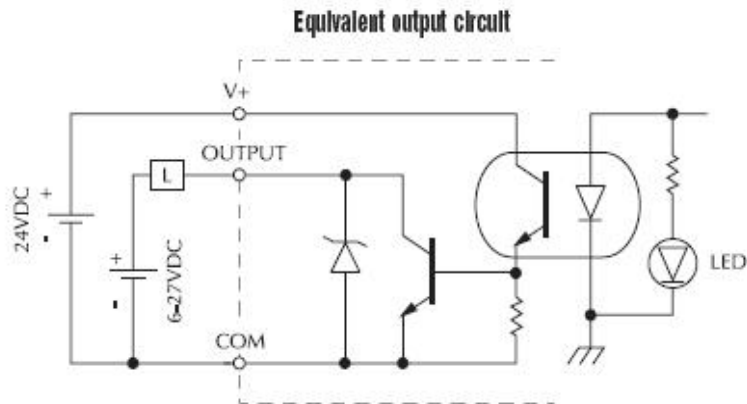 Equivalent output circuit
V+
OUTPUT
L
+
24VDC
-
+
6-27VDC
-
COM
LED